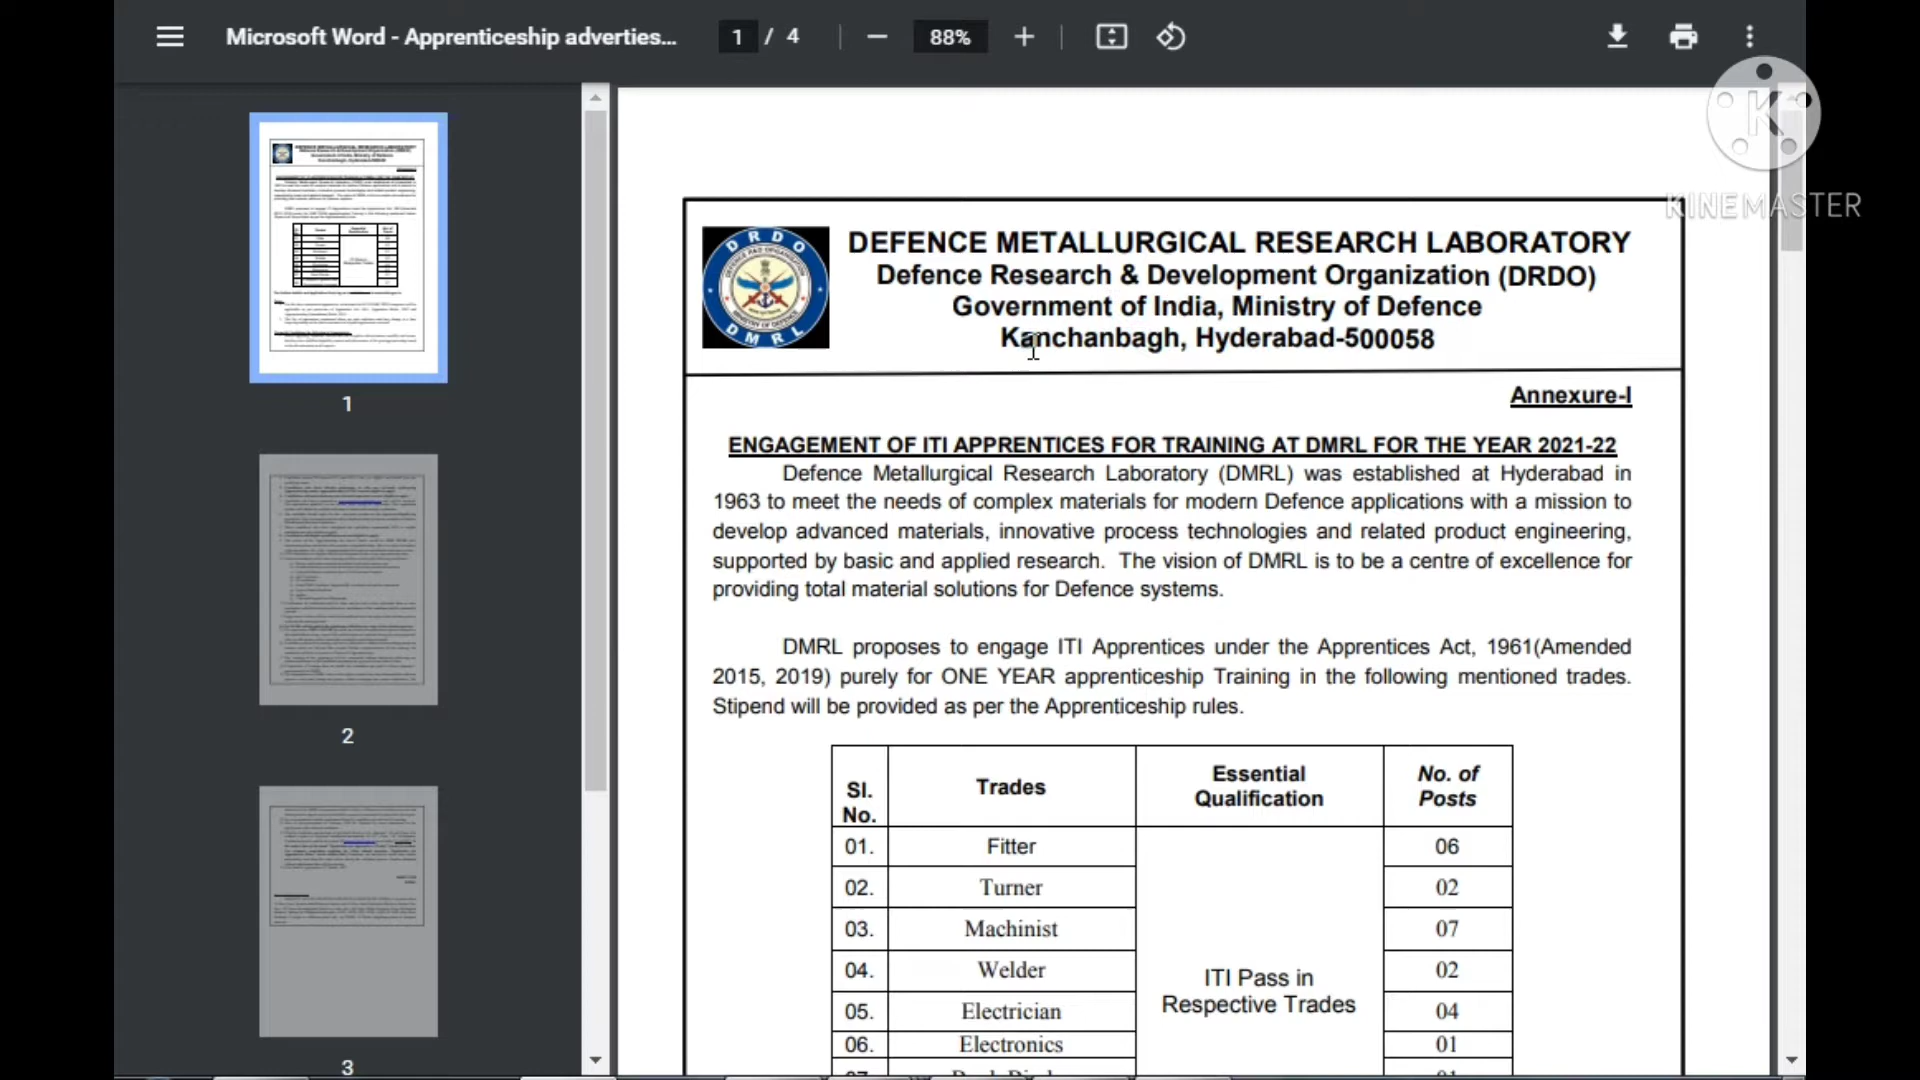 Microsoft Word - Apprenticeship adverties... 1 / 4 88%
K
KINEMASTER
DRDO
DEFENCE R&D ORGANIZATION
MINISTRY OF DEFENCE
DMRL
DEFENCE METALLURGICAL RESEARCH LABORATORY
Defence Research & Development Organization (DRDO)
Government of India, Ministry of Defence
Kanchanbagh, Hyderabad-500058
Annexure-I
ENGAGEMENT OF ITI APPRENTICES FOR TRAINING AT DMRL FOR THE YEAR 2021-22
Defence Metallurgical Research Laboratory (DMRL) was established at Hyderabad in
1963 to meet the needs of complex materials for modern Defence applications with a mission to
develop advanced materials, innovative process technologies and related product engineering,
supported by basic and applied research. The vision of DMRL is to be a centre of excellence for
providing total material solutions for Defence systems.
DMRL proposes to engage ITI Apprentices under the Apprentices Act, 1961(Amended
2015, 2019) purely for ONE YEAR apprenticeship Training in the following mentioned trades.
Stipend will be provided as per the Apprenticeship rules.
Sl. No. Trades Essential Qualification No. of Posts
01. Fitter 06
02. Turner 02
03. Machinist 07
04. Welder 02
ITI Pass in Respective Trades
05. Electrician 04
06. Electronics 01
1
2
3